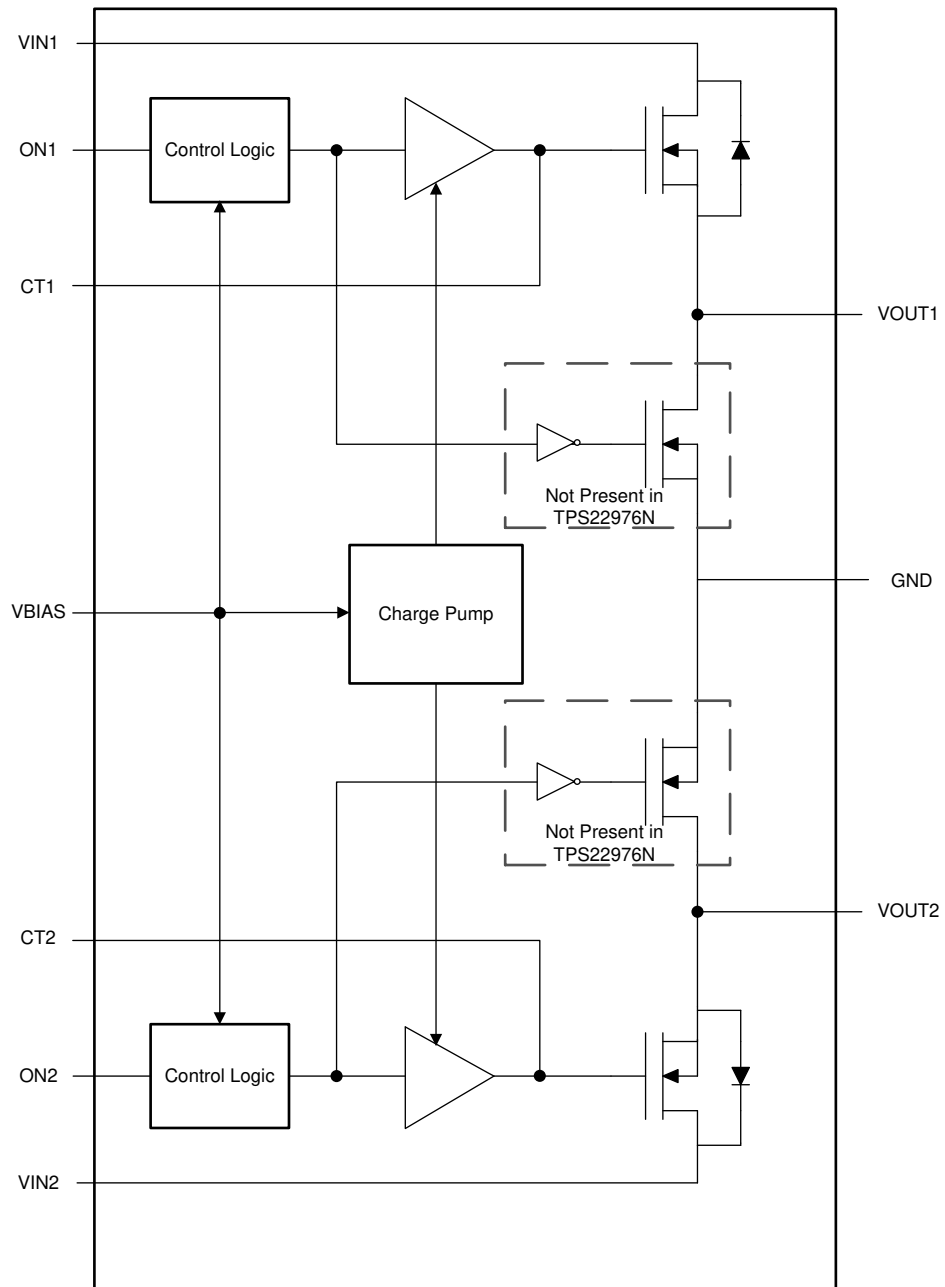 VIN1
ON1
Control Logic
CT1
VOUT1
Not Present in
TPS22976N
GND
VBIAS
Charge Pump
Not Present in
TPS22976N
VOUT2
CT2
ON2
Control Logic
VIN2